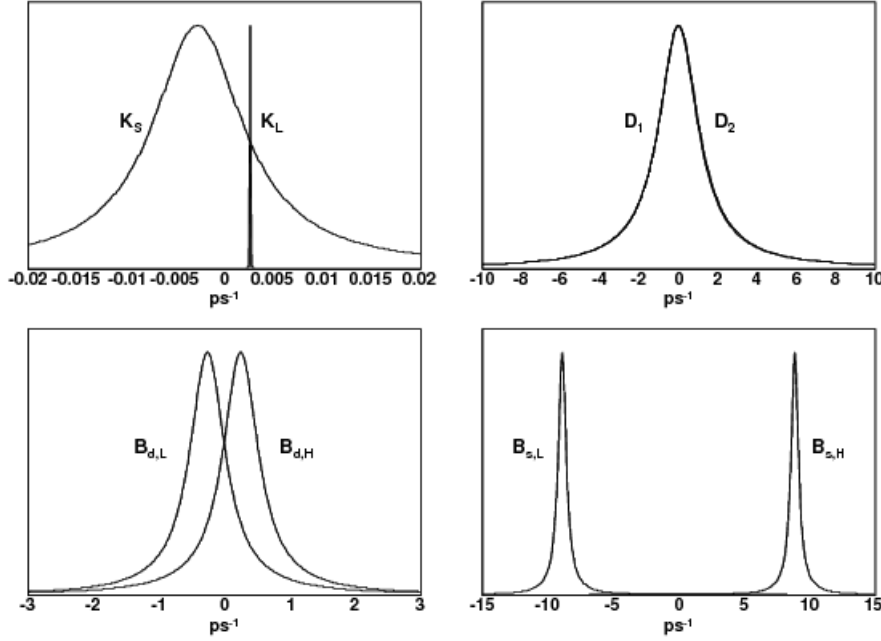 K_S K_L
-0.02 -0.015 -0.01 -0.005 0 0.005 0.01 0.015 0.02
ps⁻¹
D₁ D₂
-10 -8 -6 -4 -2 0 2 4 6 8 10
ps⁻¹
B_d,L B_d,H
-3 -2 -1 0 1 2 3
ps⁻¹
B_s,L B_s,H
-15 -10 -5 0 5 10 15
ps⁻¹